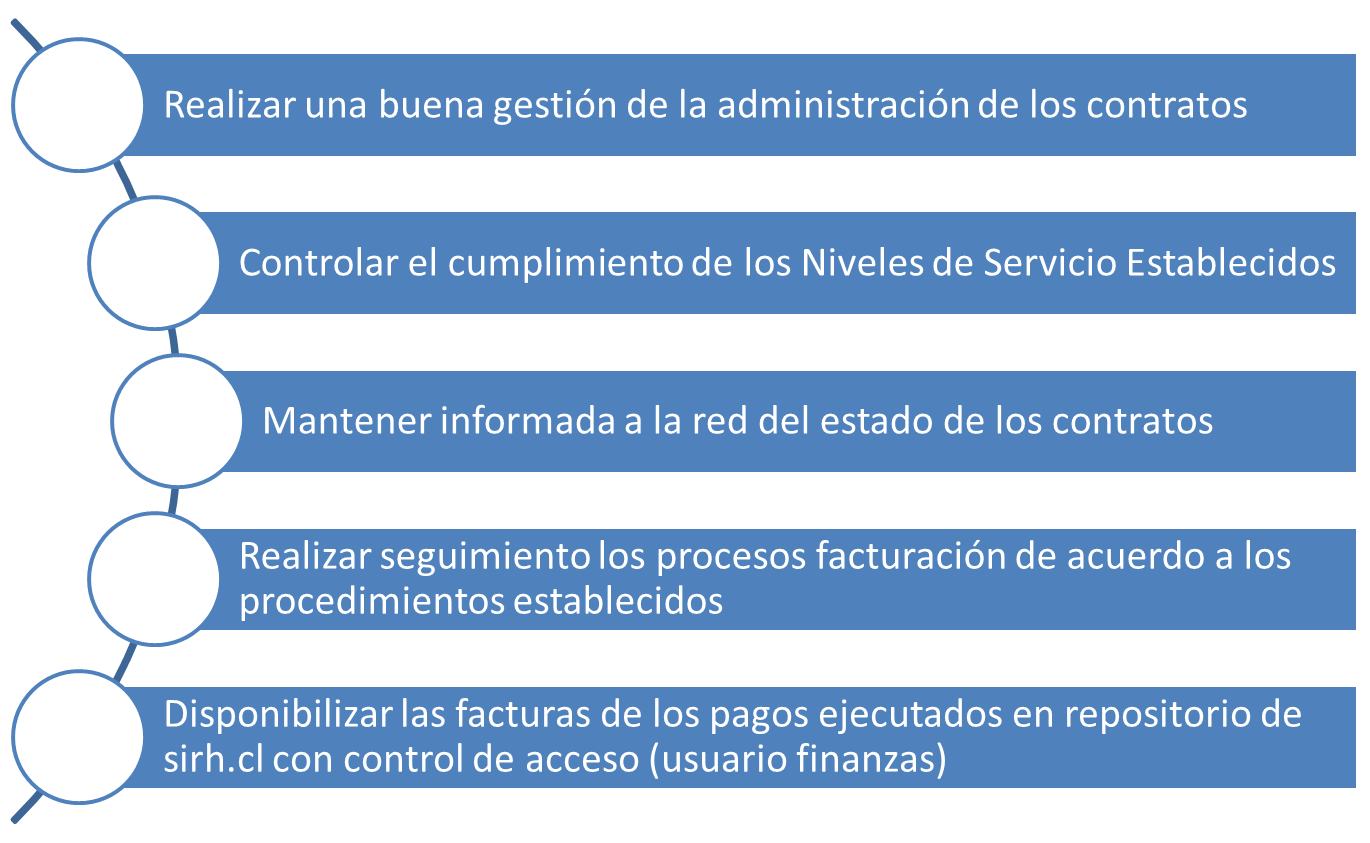 Realizar una buena gestión de la administración de los contratos
Controlar el cumplimiento de los Niveles de Servicio Establecidos
Mantener informada a la red del estado de los contratos
Realizar seguimiento los procesos facturación de acuerdo a los
procedimientos establecidos
Disponibilizar las facturas de los pagos ejecutados en repositorio de
sirh.cl con control de acceso (usuario finanzas)